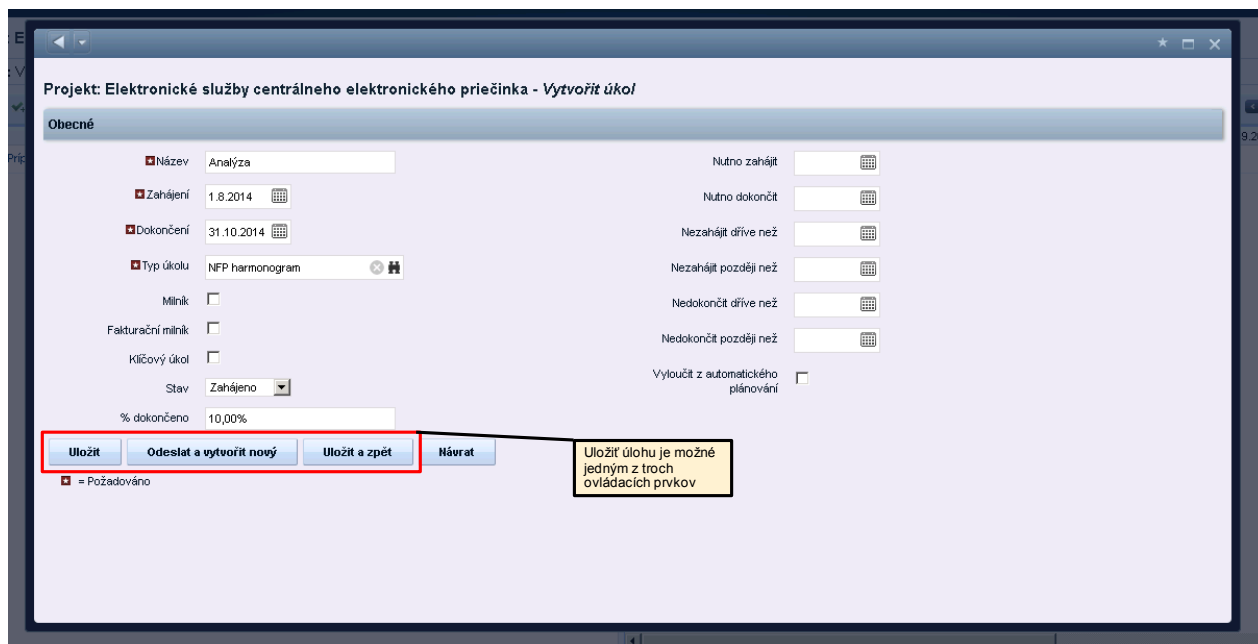 Projekt: Elektronické služby centrálneho elektronického priečinka - Vytvořit úkol
Obecné
Název Analýza
Zahájení 1.8.2014
Dokončení 31.10.2014
Typ úkolu NFP harmonogram
Milník
Fakturační milník
Klíčový úkol
Stav Zahájeno
% dokončeno 10,00%
Nutno zahájit
Nutno dokončit
Nezahájit dříve než
Nezahájit později než
Nedokončit dříve než
Nedokončit později než
Vyloučit z automatického
plánování
Uložit Odeslat a vytvořit nový Uložit a zpět Návrat
= Požadováno
Uložiť úlohu je možné
jedným z troch
ovládacích prvkov